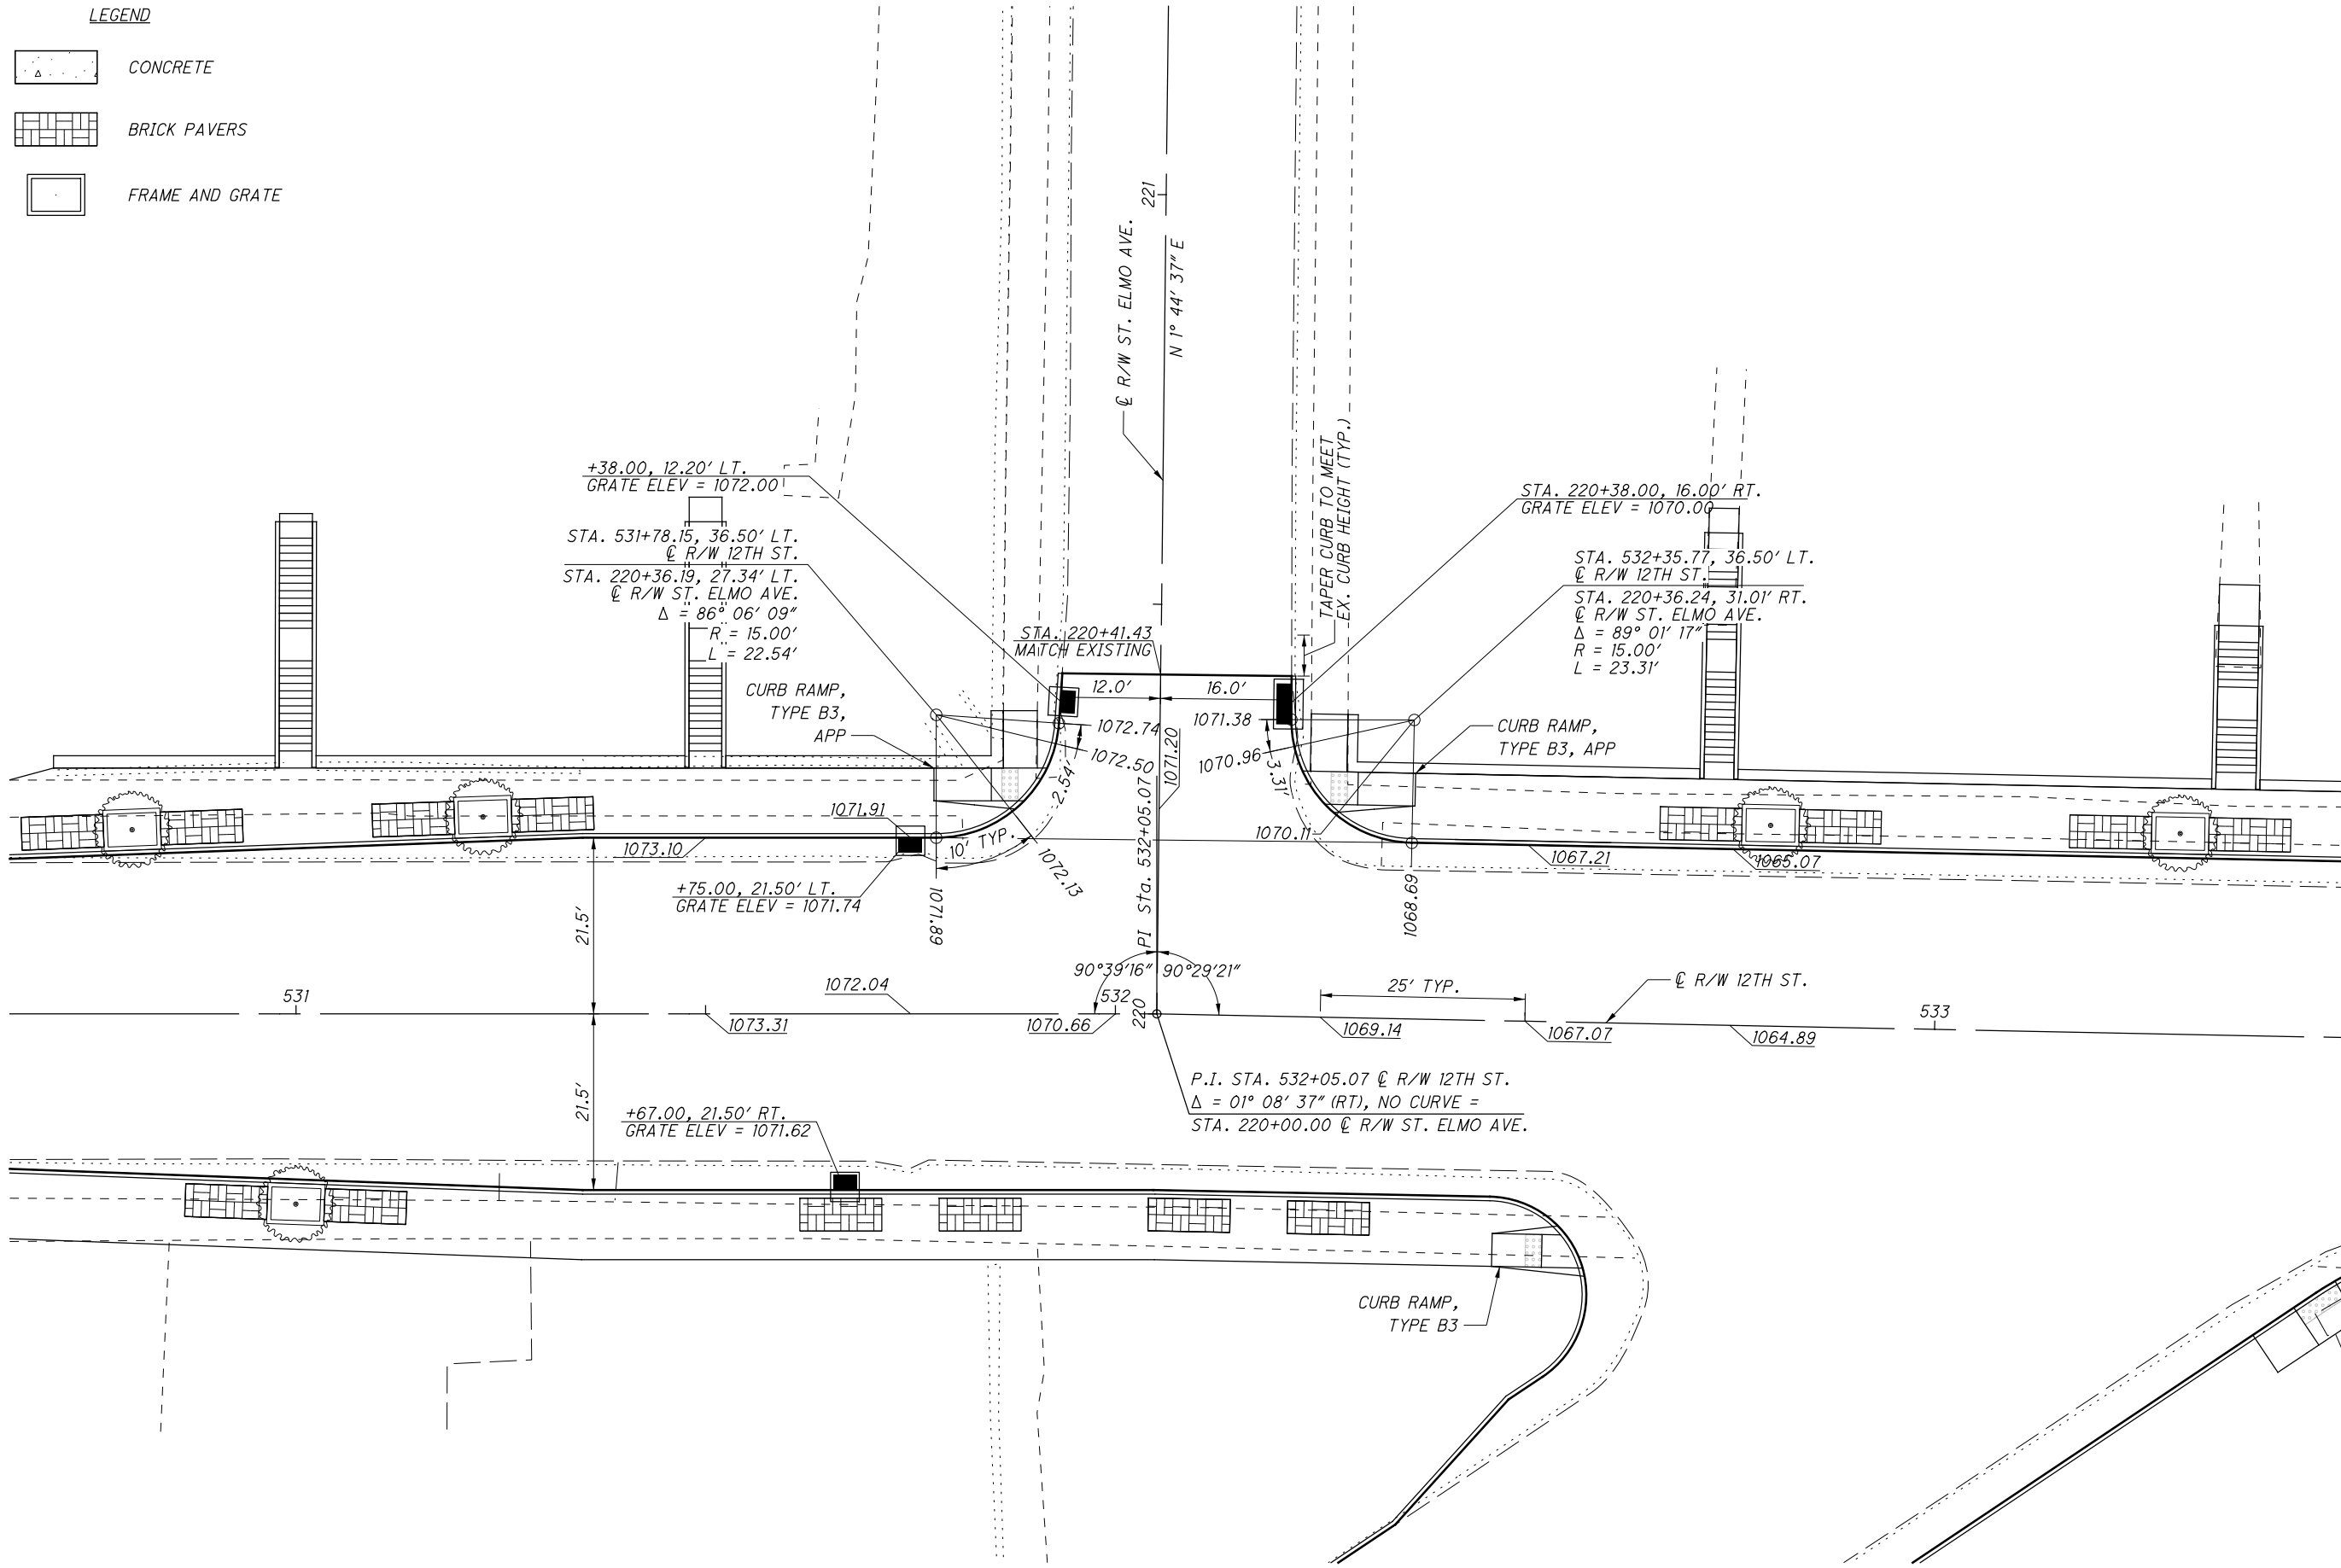 LEGEND
CONCRETE
BRICK PAVERS
FRAME AND GRATE
221
℄ R/W ST. ELMO AVE.
N 1° 44' 37" E
TAPER CURB TO MEET
EX. CURB HEIGHT (TYP.)
+38.00, 12.20' LT.
GRATE ELEV = 1072.00
STA. 531+78.15, 36.50' LT.
℄ R/W 12TH ST.
STA. 220+36.19, 27.34' LT.
℄ R/W ST. ELMO AVE.
Δ = 86° 06' 09"
R = 15.00'
L = 22.54'
STA. 220+38.00, 16.00' RT.
GRATE ELEV = 1070.00
STA. 532+35.77, 36.50' LT.
℄ R/W 12TH ST.
STA. 220+36.24, 31.01' RT.
℄ R/W ST. ELMO AVE.
Δ = 89° 01' 17"
R = 15.00'
L = 23.31'
STA. 220+41.43
MATCH EXISTING
12.0'
16.0'
CURB RAMP,
TYPE B3,
APP
CURB RAMP,
TYPE B3, APP
1072.74
1071.38
1072.50
1070.96
1071.20
2.54'
3.31'
1071.91
1073.10
10' TYP.
1072.13
1070.11
1067.21
1065.07
+75.00, 21.50' LT.
GRATE ELEV = 1071.74
1071.89
1068.69
PI Sta. 532+05.07
21.5'
90°39'16"
90°29'21"
1072.04
531
532
220
1073.31
1070.66
25' TYP.
℄ R/W 12TH ST.
1069.14
1067.07
1064.89
533
P.I. STA. 532+05.07 ℄ R/W 12TH ST.
Δ = 01° 08' 37" (RT), NO CURVE =
STA. 220+00.00 ℄ R/W ST. ELMO AVE.
21.5'
+67.00, 21.50' RT.
GRATE ELEV = 1071.62
CURB RAMP,
TYPE B3